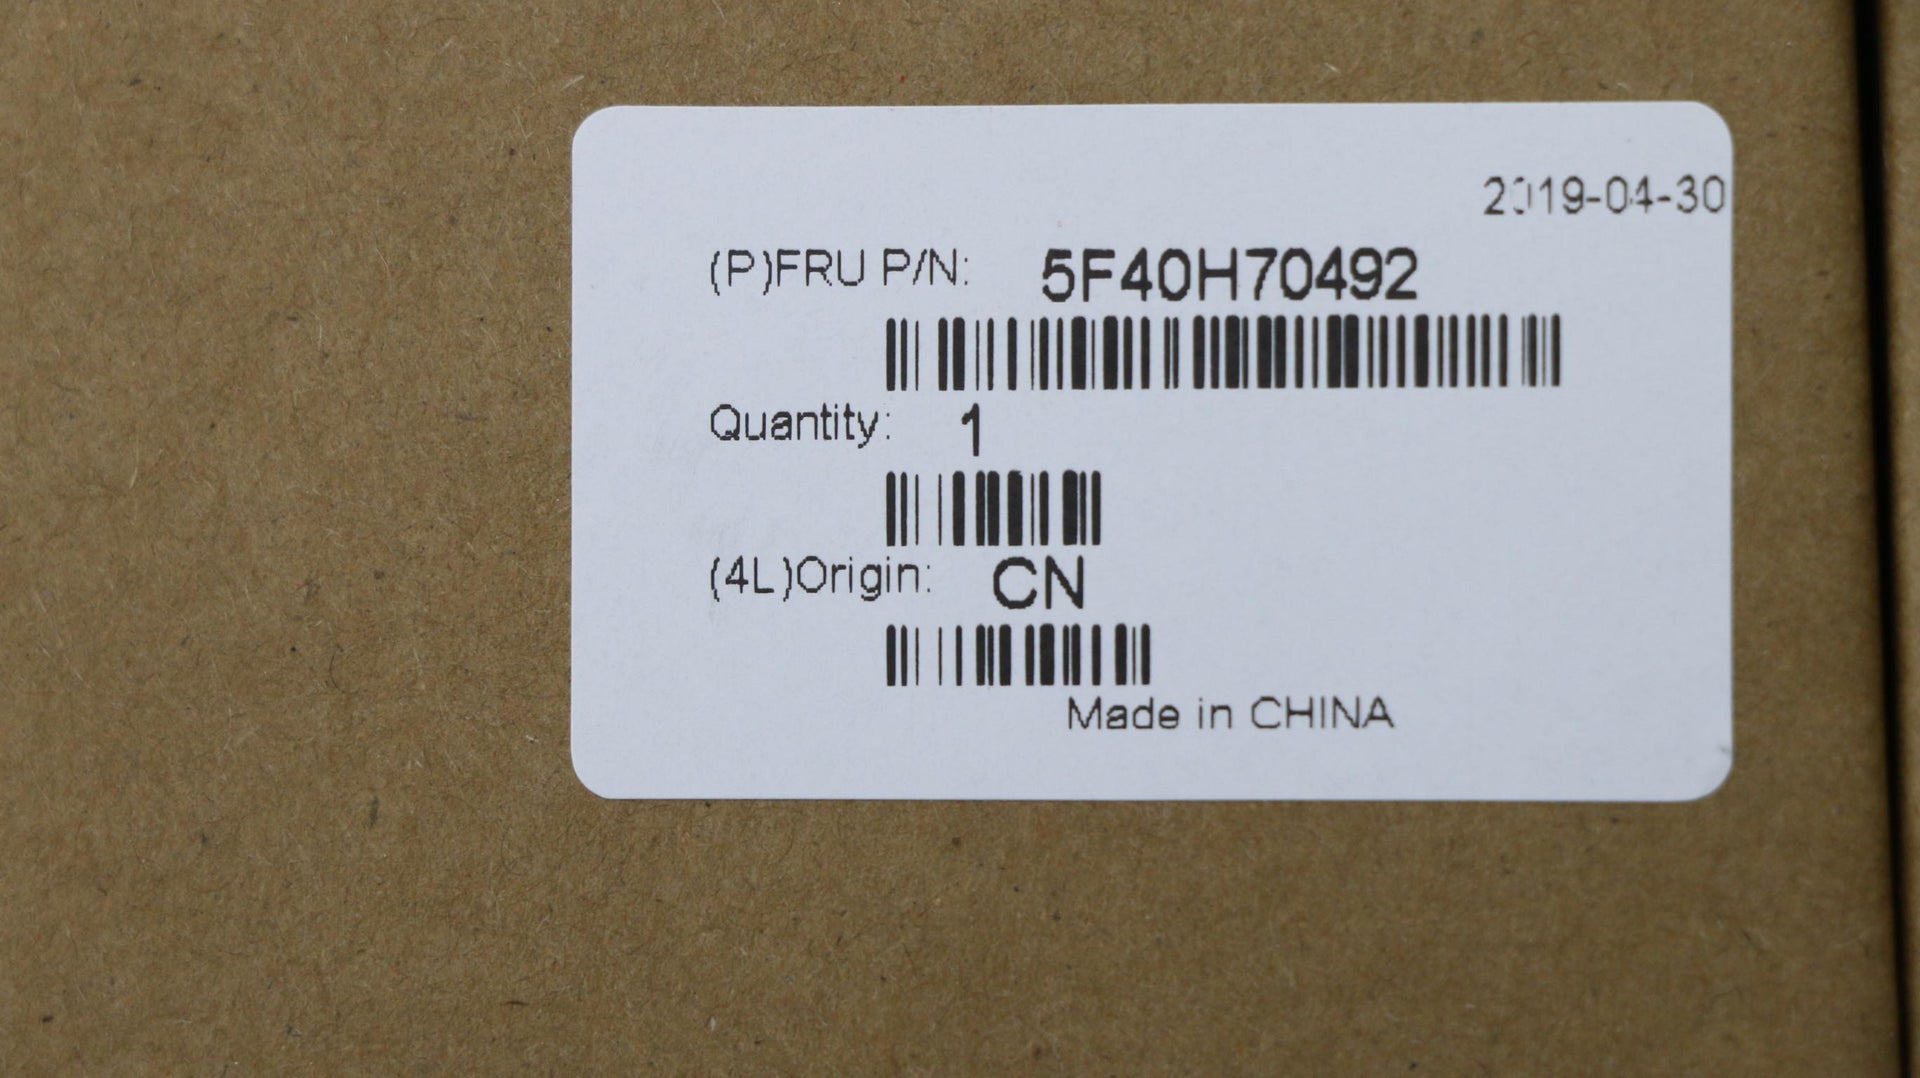 2019-04-30
(P)FRU P/N: 5F40H70492
Quantity: 1
(4L)Origin: CN
Made in CHINA